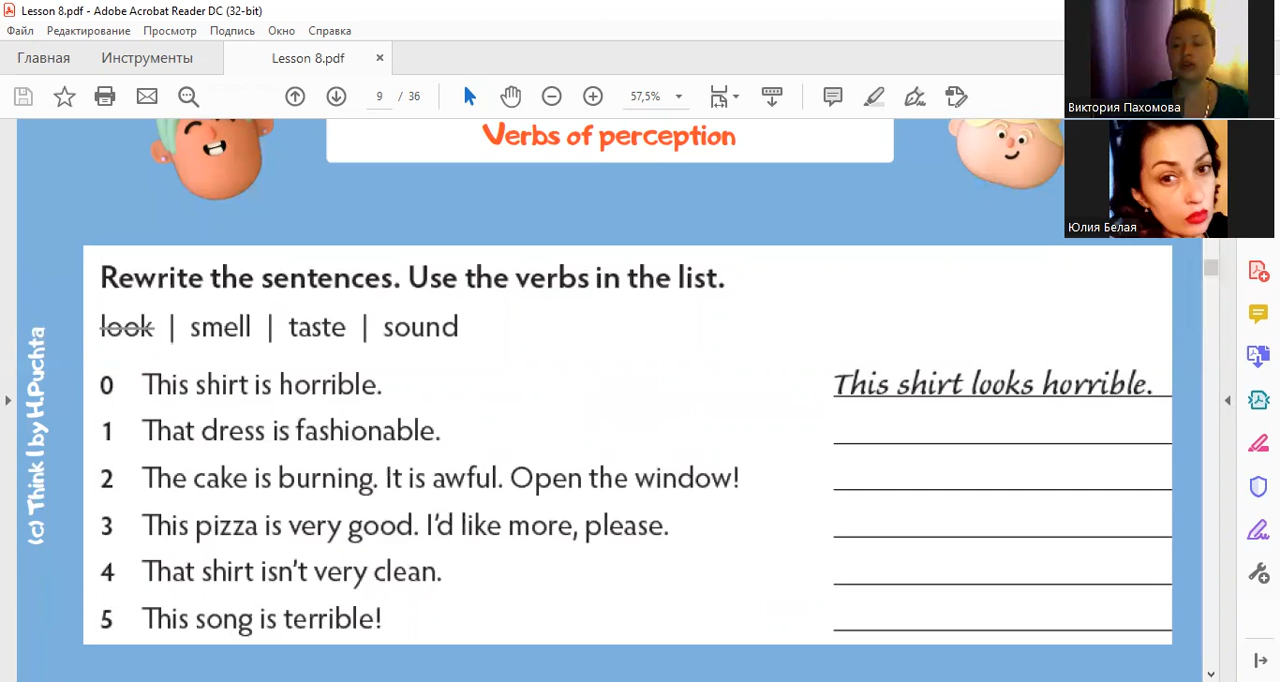 Lesson 8.pdf - Adobe Acrobat Reader DC (32-bit)
Файл Редактирование Просмотр Подпись Окно Справка
Главная Инструменты Lesson 8.pdf ×
9 / 36 57,5%
Виктория Пахомова
Юлия Белая
Verbs of perception
(c) Think 1 by H.Puchta
Rewrite the sentences. Use the verbs in the list.
look | smell | taste | sound
0 This shirt is horrible. This shirt looks horrible.
1 That dress is fashionable.
2 The cake is burning. It is awful. Open the window!
3 This pizza is very good. I'd like more, please.
4 That shirt isn't very clean.
5 This song is terrible!